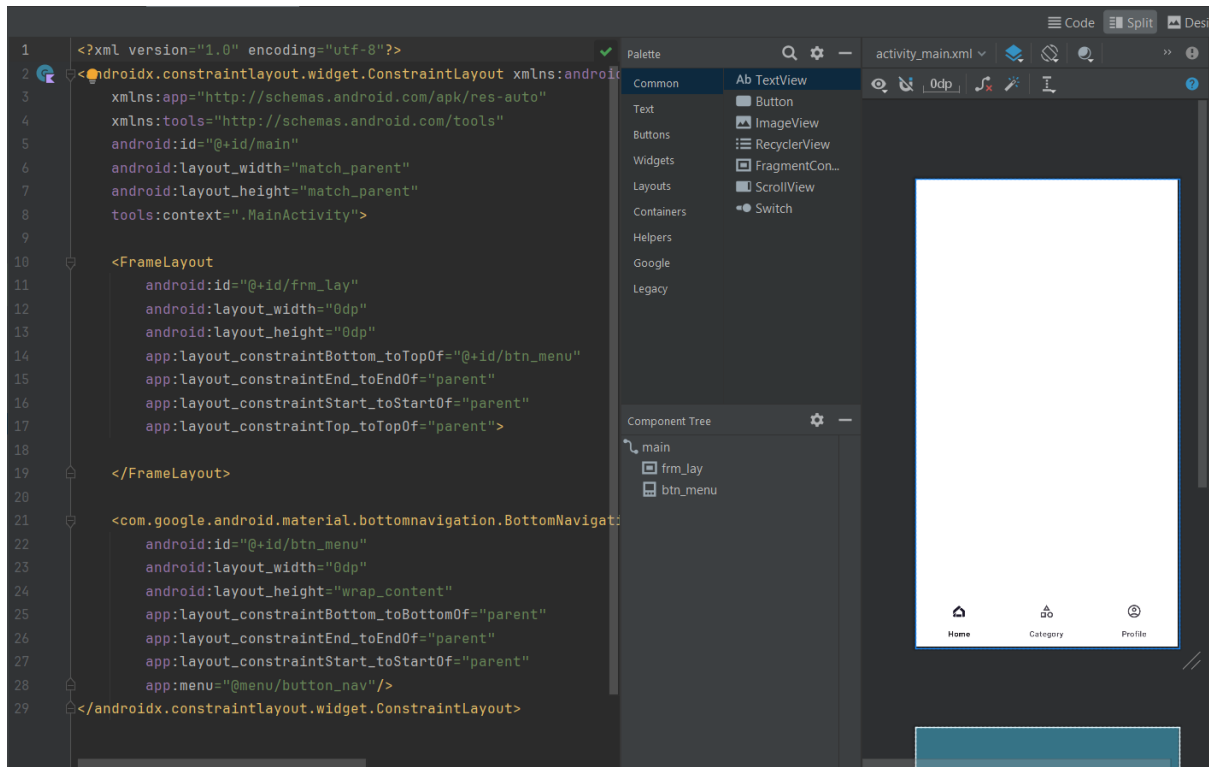 Code Split Desi
1 <?xml version="1.0" encoding="utf-8"?>
2 <androidx.constraintlayout.widget.ConstraintLayout xmlns:android
3 xmlns:app="http://schemas.android.com/apk/res-auto"
4 xmlns:tools="http://schemas.android.com/tools"
5 android:id="@+id/main"
6 android:layout_width="match_parent"
7 android:layout_height="match_parent"
8 tools:context=".MainActivity">
9
10 <FrameLayout
11 android:id="@+id/frm_lay"
12 android:layout_width="0dp"
13 android:layout_height="0dp"
14 app:layout_constraintBottom_toTopOf="@+id/btn_menu"
15 app:layout_constraintEnd_toEndOf="parent"
16 app:layout_constraintStart_toStartOf="parent"
17 app:layout_constraintTop_toTopOf="parent">
18
19 </FrameLayout>
20
21 <com.google.android.material.bottomnavigation.BottomNavigati
22 android:id="@+id/btn_menu"
23 android:layout_width="0dp"
24 android:layout_height="wrap_content"
25 app:layout_constraintBottom_toBottomOf="parent"
26 app:layout_constraintEnd_toEndOf="parent"
27 app:layout_constraintStart_toStartOf="parent"
28 app:menu="@menu/button_nav"/>
29 </androidx.constraintlayout.widget.ConstraintLayout>
Palette
Common
Text
Buttons
Widgets
Layouts
Containers
Helpers
Google
Legacy
Ab TextView
Button
ImageView
RecyclerView
FragmentCon...
ScrollView
Switch
Component Tree
main
frm_lay
btn_menu
activity_main.xml
0dp
Home Category Profile